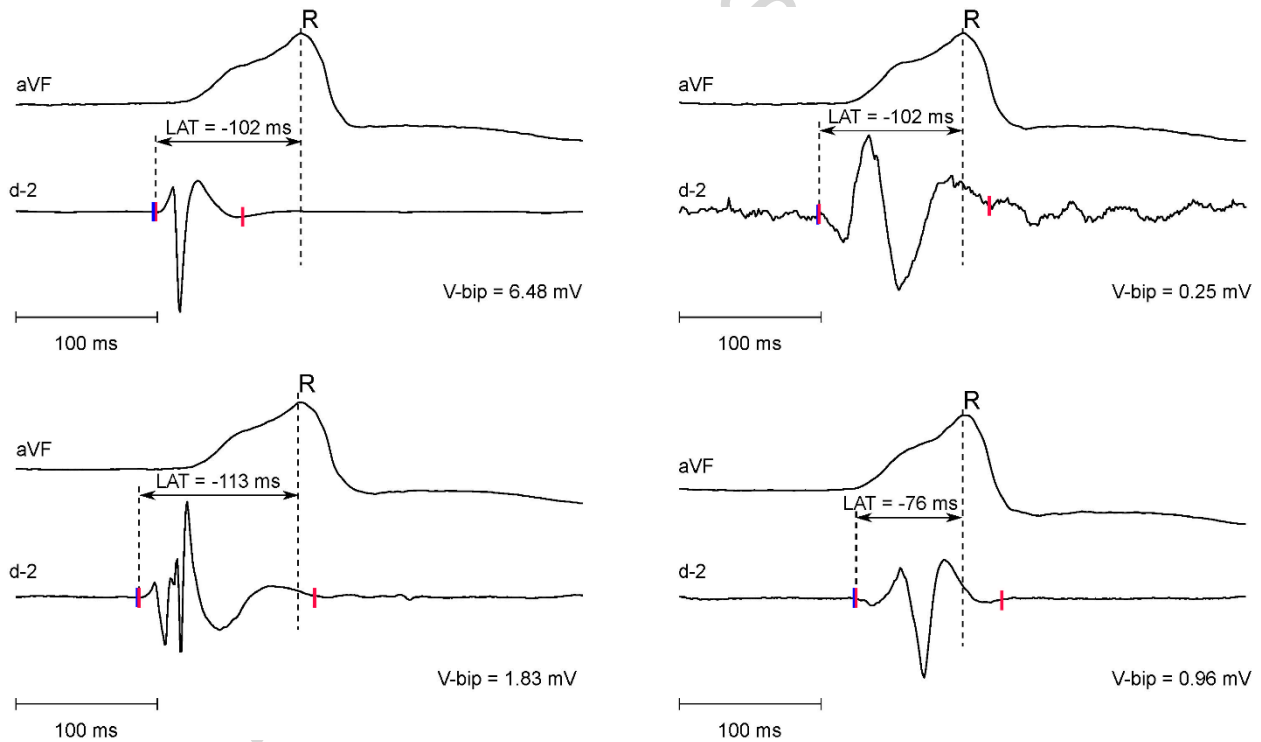 R
aVF
LAT = -102 ms
d-2
V-bip = 6.48 mV
100 ms
R
aVF
LAT = -102 ms
d-2
V-bip = 0.25 mV
100 ms
R
aVF
LAT = -113 ms
d-2
V-bip = 1.83 mV
100 ms
R
aVF
LAT = -76 ms
d-2
V-bip = 0.96 mV
100 ms